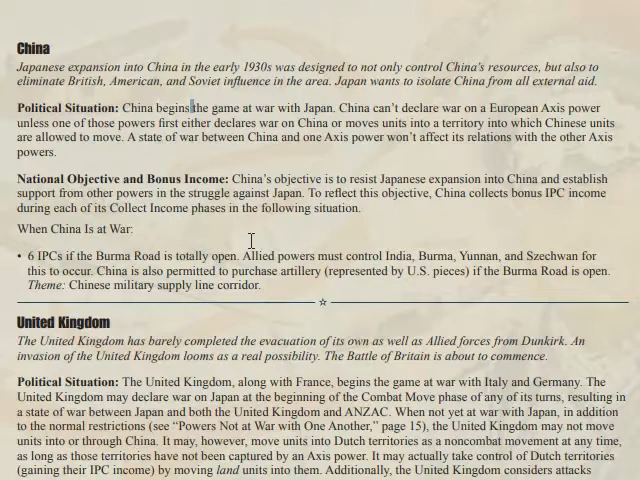 China
Japanese expansion into China in the early 1930s was designed to not only control China's resources, but also to
eliminate British, American, and Soviet influence in the area. Japan wants to isolate China from all external aid.
Political Situation: China begins the game at war with Japan. China can't declare war on a European Axis power
unless one of those powers first either declares war on China or moves units into a territory into which Chinese units
are allowed to move. A state of war between China and one Axis power won't affect its relations with the other Axis
powers.
National Objective and Bonus Income: China's objective is to resist Japanese expansion into China and establish
support from other powers in the struggle against Japan. To reflect this objective, China collects bonus IPC income
during each of its Collect Income phases in the following situation.
When China Is at War:
• 6 IPCs if the Burma Road is totally open. Allied powers must control India, Burma, Yunnan, and Szechwan for
this to occur. China is also permitted to purchase artillery (represented by U.S. pieces) if the Burma Road is open.
Theme: Chinese military supply line corridor.
United Kingdom
The United Kingdom has barely completed the evacuation of its own as well as Allied forces from Dunkirk. An
invasion of the United Kingdom looms as a real possibility. The Battle of Britain is about to commence.
Political Situation: The United Kingdom, along with France, begins the game at war with Italy and Germany. The
United Kingdom may declare war on Japan at the beginning of the Combat Move phase of any of its turns, resulting in
a state of war between Japan and both the United Kingdom and ANZAC. When not yet at war with Japan, in addition
to the normal restrictions (see “Powers Not at War with One Another,” page 15), the United Kingdom may not move
units into or through China. It may, however, move units into Dutch territories as a noncombat movement at any time,
as long as those territories have not been captured by an Axis power. It may actually take control of Dutch territories
(gaining their IPC income) by moving land units into them. Additionally, the United Kingdom considers attacks